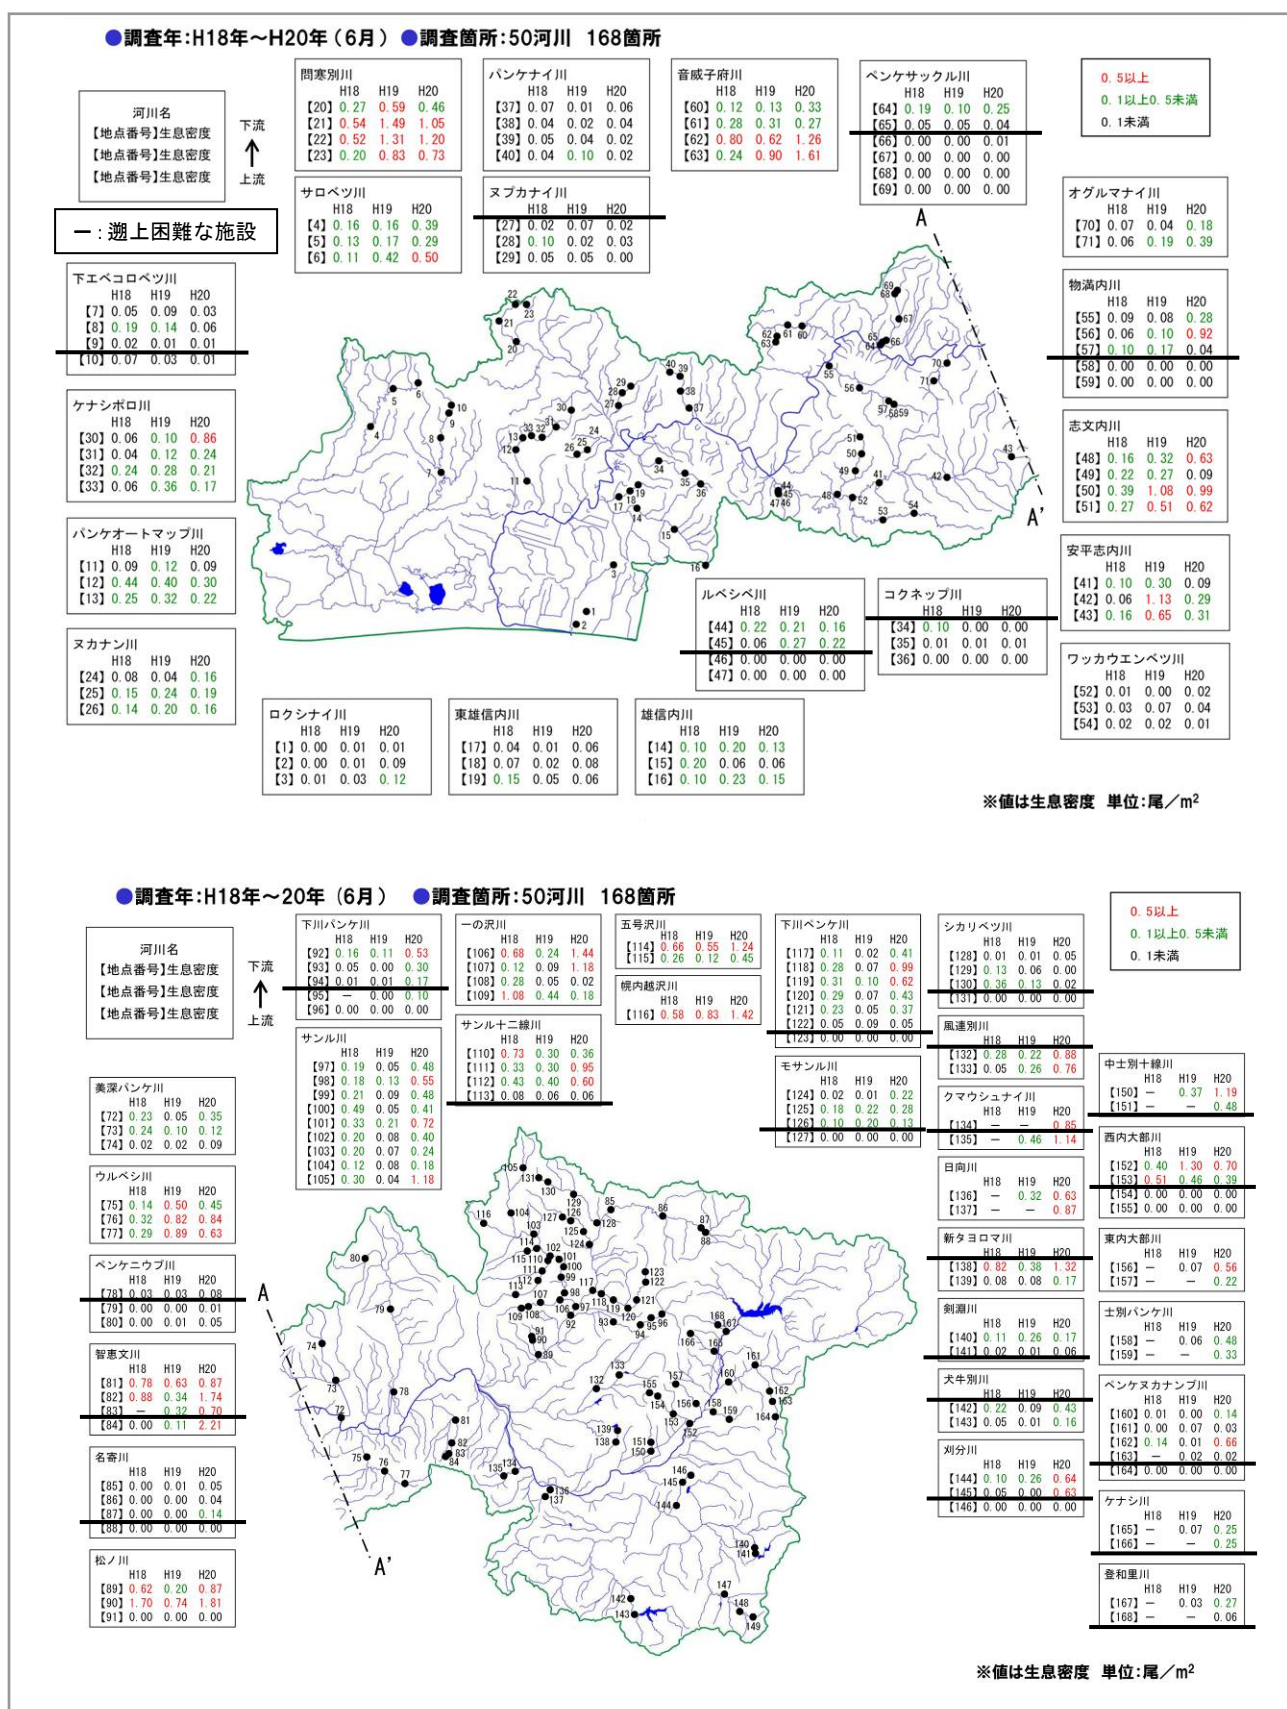 ●調査年:H18年～H20年(6月) ●調査箇所:50河川 168箇所
河川名
【地点番号】生息密度
【地点番号】生息密度
【地点番号】生息密度
下流
上流
ー:遡上困難な施設
0.5以上
0.1以上0.5未満
0.1未満
問寒別川
H18 H19 H20
【20】0.27 0.59 0.46
【21】0.54 1.49 1.05
【22】0.52 1.31 1.20
【23】0.20 0.83 0.73
パンケナイ川
H18 H19 H20
【37】0.07 0.01 0.06
【38】0.04 0.02 0.04
【39】0.05 0.04 0.02
【40】0.04 0.10 0.02
音威子府川
H18 H19 H20
【60】0.12 0.13 0.33
【61】0.28 0.31 0.27
【62】0.80 0.62 1.26
【63】0.24 0.90 1.61
ペンケサックル川
H18 H19 H20
【64】0.19 0.10 0.25
【65】0.05 0.05 0.04
【66】0.00 0.00 0.01
【67】0.00 0.00 0.00
【68】0.00 0.00 0.00
【69】0.00 0.00 0.00
サロベツ川
H18 H19 H20
【4】0.16 0.16 0.39
【5】0.13 0.17 0.29
【6】0.11 0.42 0.50
ヌプカナイ川
H18 H19 H20
【27】0.02 0.07 0.02
【28】0.10 0.02 0.03
【29】0.05 0.05 0.00
オグルマナイ川
H18 H19 H20
【70】0.07 0.04 0.18
【71】0.06 0.19 0.39
下エベコロベツ川
H18 H19 H20
【7】0.05 0.09 0.03
【8】0.19 0.14 0.06
【9】0.02 0.01 0.01
【10】0.07 0.03 0.01
物満内川
H18 H19 H20
【55】0.09 0.08 0.28
【56】0.06 0.10 0.92
【57】0.10 0.17 0.04
【58】0.00 0.00 0.00
【59】0.00 0.00 0.00
ケナシポロ川
H18 H19 H20
【30】0.06 0.10 0.86
【31】0.04 0.12 0.24
【32】0.24 0.28 0.21
【33】0.06 0.36 0.17
志文内川
H18 H19 H20
【48】0.16 0.32 0.63
【49】0.22 0.27 0.09
【50】0.39 1.08 0.99
【51】0.27 0.51 0.62
パンケオートマップ川
H18 H19 H20
【11】0.09 0.12 0.09
【12】0.44 0.40 0.30
【13】0.25 0.32 0.22
安平志内川
H18 H19 H20
【41】0.10 0.30 0.09
【42】0.06 1.13 0.29
【43】0.16 0.65 0.31
ヌカナン川
H18 H19 H20
【24】0.08 0.04 0.16
【25】0.15 0.24 0.19
【26】0.14 0.20 0.16
ルベシベ川
H18 H19 H20
【44】0.22 0.21 0.16
【45】0.06 0.27 0.22
【46】0.00 0.00 0.00
【47】0.00 0.00 0.00
コクネップ川
H18 H19 H20
【34】0.10 0.00 0.00
【35】0.01 0.01 0.01
【36】0.00 0.00 0.00
ワッカウエンベツ川
H18 H19 H20
【52】0.01 0.00 0.02
【53】0.03 0.07 0.04
【54】0.02 0.02 0.01
ロクシナイ川
H18 H19 H20
【1】0.00 0.01 0.01
【2】0.00 0.01 0.09
【3】0.01 0.03 0.12
東雄信内川
H18 H19 H20
【17】0.04 0.01 0.06
【18】0.07 0.02 0.08
【19】0.15 0.05 0.06
雄信内川
H18 H19 H20
【14】0.10 0.20 0.13
【15】0.20 0.06 0.06
【16】0.10 0.23 0.15
A
A'
※値は生息密度 単位:尾/m²
●調査年:H18年～20年 (6月) ●調査箇所:50河川 168箇所
河川名
【地点番号】生息密度
【地点番号】生息密度
【地点番号】生息密度
下流
上流
0.5以上
0.1以上0.5未満
0.1未満
下川パンケ川
H18 H19 H20
【92】0.16 0.11 0.53
【93】0.05 0.00 0.30
【94】0.01 0.01 0.17
【95】 － 0.00 0.10
【96】0.00 0.00 0.00
一の沢川
H18 H19 H20
【106】0.68 0.24 1.44
【107】0.12 0.09 1.18
【108】0.28 0.05 0.02
【109】1.08 0.44 0.18
五号沢川
H18 H19 H20
【114】0.66 0.55 1.24
【115】0.26 0.12 0.45
幌内越沢川
H18 H19 H20
【116】0.58 0.83 1.42
下川ペンケ川
H18 H19 H20
【117】0.11 0.02 0.41
【118】0.28 0.07 0.99
【119】0.31 0.10 0.62
【120】0.29 0.07 0.43
【121】0.23 0.05 0.37
【122】0.05 0.09 0.05
【123】0.00 0.00 0.00
シカリベツ川
H18 H19 H20
【128】0.01 0.01 0.05
【129】0.13 0.06 0.00
【130】0.36 0.13 0.02
【131】0.00 0.00 0.00
サンル川
H18 H19 H20
【97】0.19 0.05 0.48
【98】0.18 0.13 0.55
【99】0.21 0.09 0.48
【100】0.49 0.05 0.41
【101】0.33 0.21 0.72
【102】0.20 0.08 0.40
【103】0.20 0.07 0.24
【104】0.12 0.08 0.18
【105】0.30 0.04 1.18
サンル十二線川
H18 H19 H20
【110】0.73 0.30 0.36
【111】0.33 0.30 0.95
【112】0.43 0.40 0.60
【113】0.08 0.06 0.06
モサンル川
H18 H19 H20
【124】0.02 0.01 0.22
【125】0.18 0.22 0.28
【126】0.10 0.20 0.13
【127】0.00 0.00 0.00
風連別川
H18 H19 H20
【132】0.28 0.22 0.88
【133】0.05 0.26 0.76
クマウシュナイ川
H18 H19 H20
【134】 － － 0.85
【135】 － 0.46 1.14
中士別十線川
H18 H19 H20
【150】 － 0.37 1.19
【151】 － － 0.48
美深パンケ川
H18 H19 H20
【72】0.23 0.05 0.35
【73】0.24 0.10 0.12
【74】0.02 0.02 0.09
日向川
H18 H19 H20
【136】 － 0.32 0.63
【137】 － － 0.87
西内大部川
H18 H19 H20
【152】0.40 1.30 0.70
【153】0.51 0.46 0.39
【154】0.00 0.00 0.00
【155】0.00 0.00 0.00
ウルベシ川
H18 H19 H20
【75】0.14 0.50 0.45
【76】0.32 0.82 0.84
【77】0.29 0.89 0.63
新タヨロマ川
H18 H19 H20
【138】0.82 0.38 1.32
【139】0.08 0.08 0.17
東内大部川
H18 H19 H20
【156】 － 0.07 0.56
【157】 － － 0.22
ペンケニウプ川
H18 H19 H20
【78】0.03 0.03 0.08
【79】0.00 0.00 0.01
【80】0.00 0.01 0.05
剣淵川
H18 H19 H20
【140】0.11 0.26 0.17
【141】0.02 0.01 0.06
士別パンケ川
H18 H19 H20
【158】 － 0.06 0.48
【159】 － － 0.33
智恵文川
H18 H19 H20
【81】0.78 0.63 0.87
【82】0.88 0.34 1.74
【83】 － 0.32 0.70
【84】0.00 0.11 2.21
犬牛別川
H18 H19 H20
【142】0.22 0.09 0.43
【143】0.05 0.01 0.16
ペンケヌカナンプ川
H18 H19 H20
【160】0.01 0.00 0.14
【161】0.00 0.07 0.03
【162】0.14 0.01 0.66
【163】 － 0.02 0.02
【164】0.00 0.00 0.00
名寄川
H18 H19 H20
【85】0.00 0.01 0.05
【86】0.00 0.00 0.04
【87】0.00 0.00 0.14
【88】0.00 0.00 0.00
刈分川
H18 H19 H20
【144】0.10 0.26 0.64
【145】0.05 0.00 0.63
【146】0.00 0.00 0.00
ケナシ川
H18 H19 H20
【165】 － 0.07 0.25
【166】 － － 0.25
松ノ川
H18 H19 H20
【89】0.62 0.20 0.87
【90】1.70 0.74 1.81
【91】0.00 0.00 0.00
登和里川
H18 H19 H20
【167】 － 0.03 0.27
【168】 － － 0.06
A
A'
※値は生息密度 単位:尾/m²